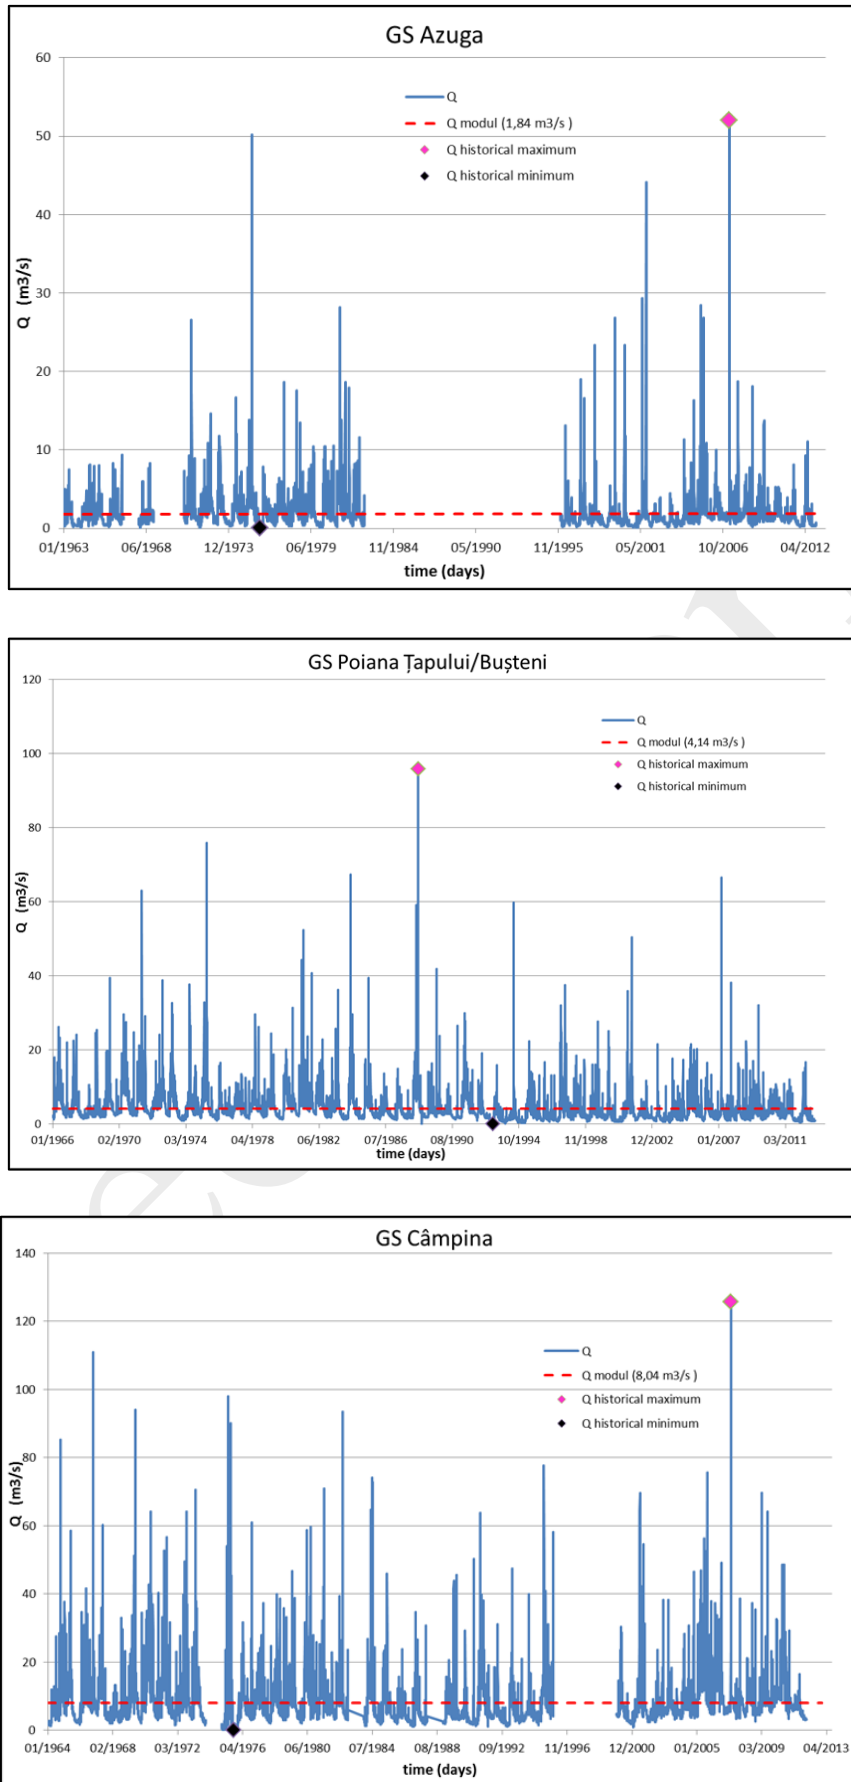 GS Azuga
60
50
40
30
20
10
0
Q (m3/s)
Q
Q modul (1,84 m3/s )
Q historical maximum
Q historical minimum
01/1963 06/1968 12/1973 06/1979 11/1984 05/1990 11/1995 05/2001 10/2006 04/2012
time (days)
GS Poiana Țapului/Bușteni
120
100
80
60
40
20
0
Q (m3/s)
Q
Q modul (4,14 m3/s )
Q historical maximum
Q historical minimum
01/1966 02/1970 03/1974 04/1978 06/1982 07/1986 08/1990 10/1994 11/1998 12/2002 01/2007 03/2011
time (days)
GS Câmpina
140
120
100
80
60
40
20
0
Q (m3/s)
Q
Q modul (8,04 m3/s )
Q historical maximum
Q historical minimum
01/1964 02/1968 03/1972 04/1976 06/1980 07/1984 08/1988 09/1992 11/1996 12/2000 01/2005 03/2009 04/2013
time (days)